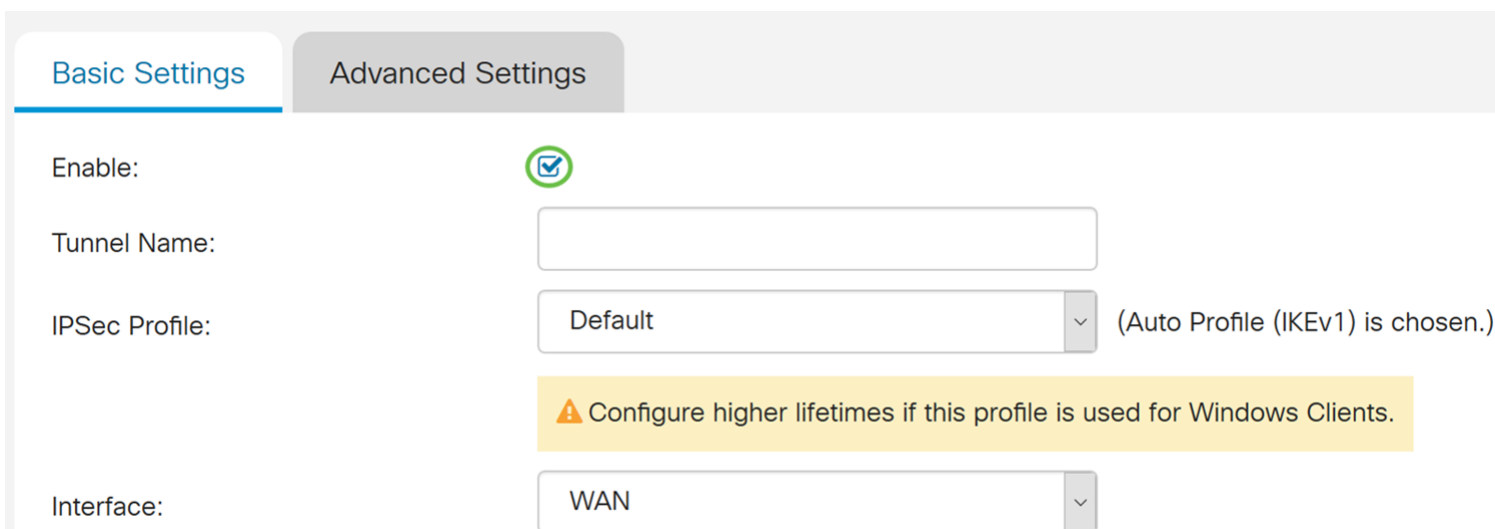 Basic Settings
Advanced Settings
Enable:
Tunnel Name:
IPSec Profile:
Default
(Auto Profile (IKEv1) is chosen.)
Configure higher lifetimes if this profile is used for Windows Clients.
Interface:
WAN